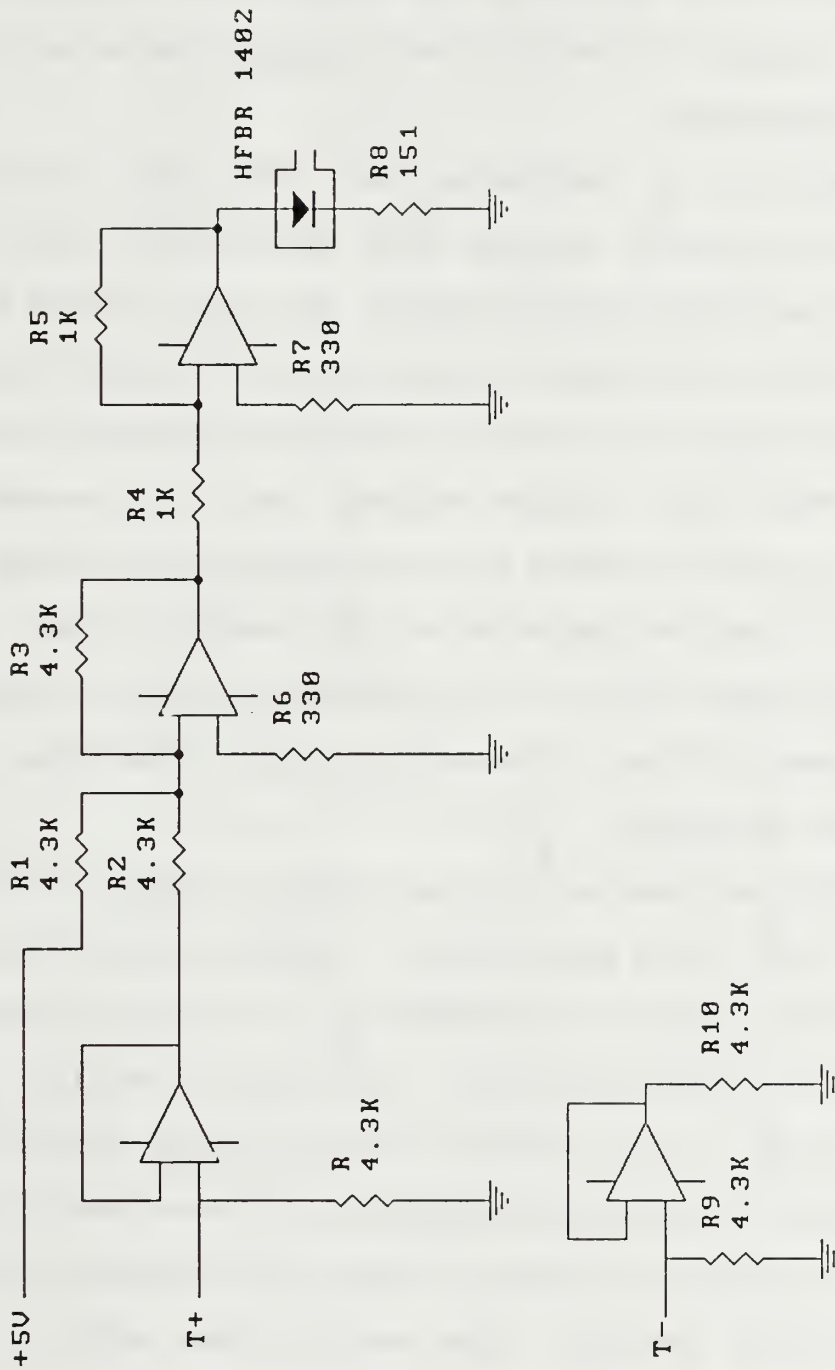 +5V
T+
R1
4.3K
R2
4.3K
R3
4.3K
R4
1K
R5
1K
HFBR 1402
R
4.3K
R6
330
R7
330
R8
151
T-
R9
4.3K
R10
4.3K